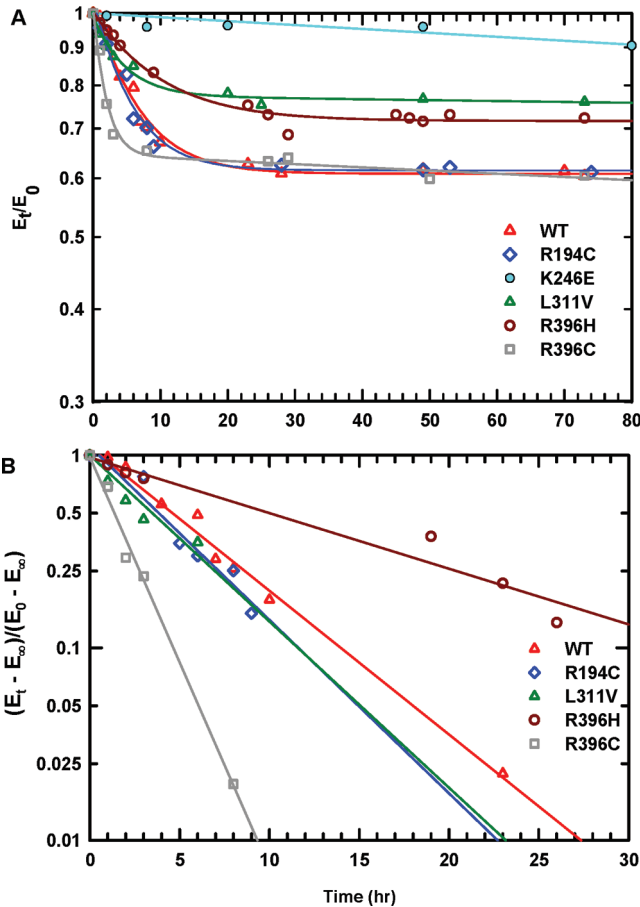 A
1
0.9
0.8
0.7
0.6
0.5
0.4
0.3
Et/E0
WT
R194C
K246E
L311V
R396H
R396C
0 10 20 30 40 50 60 70 80
B
1
0.5
0.25
0.1
0.05
0.025
0.01
(Et - E∞)/(E0 - E∞)
WT
R194C
L311V
R396H
R396C
0 5 10 15 20 25 30
Time (hr)